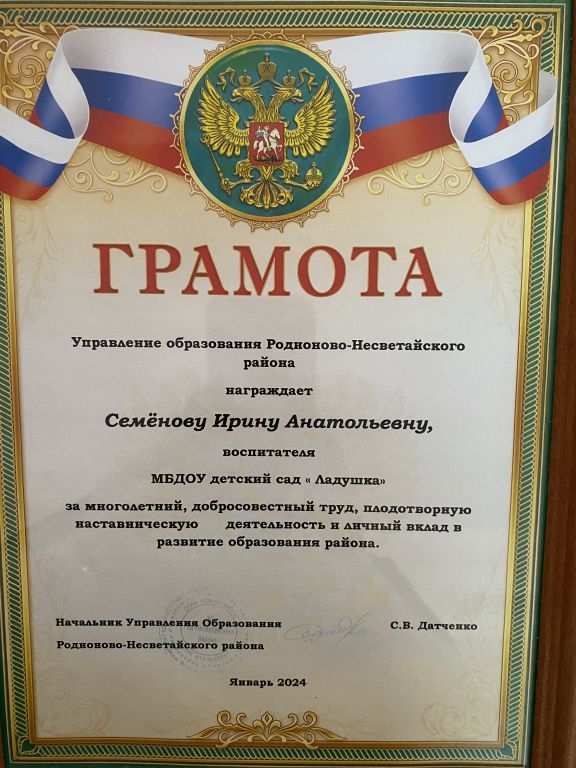 ГРАМОТА
Управление образования Родионово-Несветайского
района
награждает
Семёнову Ирину Анатольевну,
воспитателя
МБДОУ детский сад « Ладушка»
за многолетний, добросовестный труд, плодотворную
наставническую деятельность и личный вклад в
развитие образования района.
Начальник Управления Образования
Родионово-Несветайского района
С.В. Датченко
Январь 2024